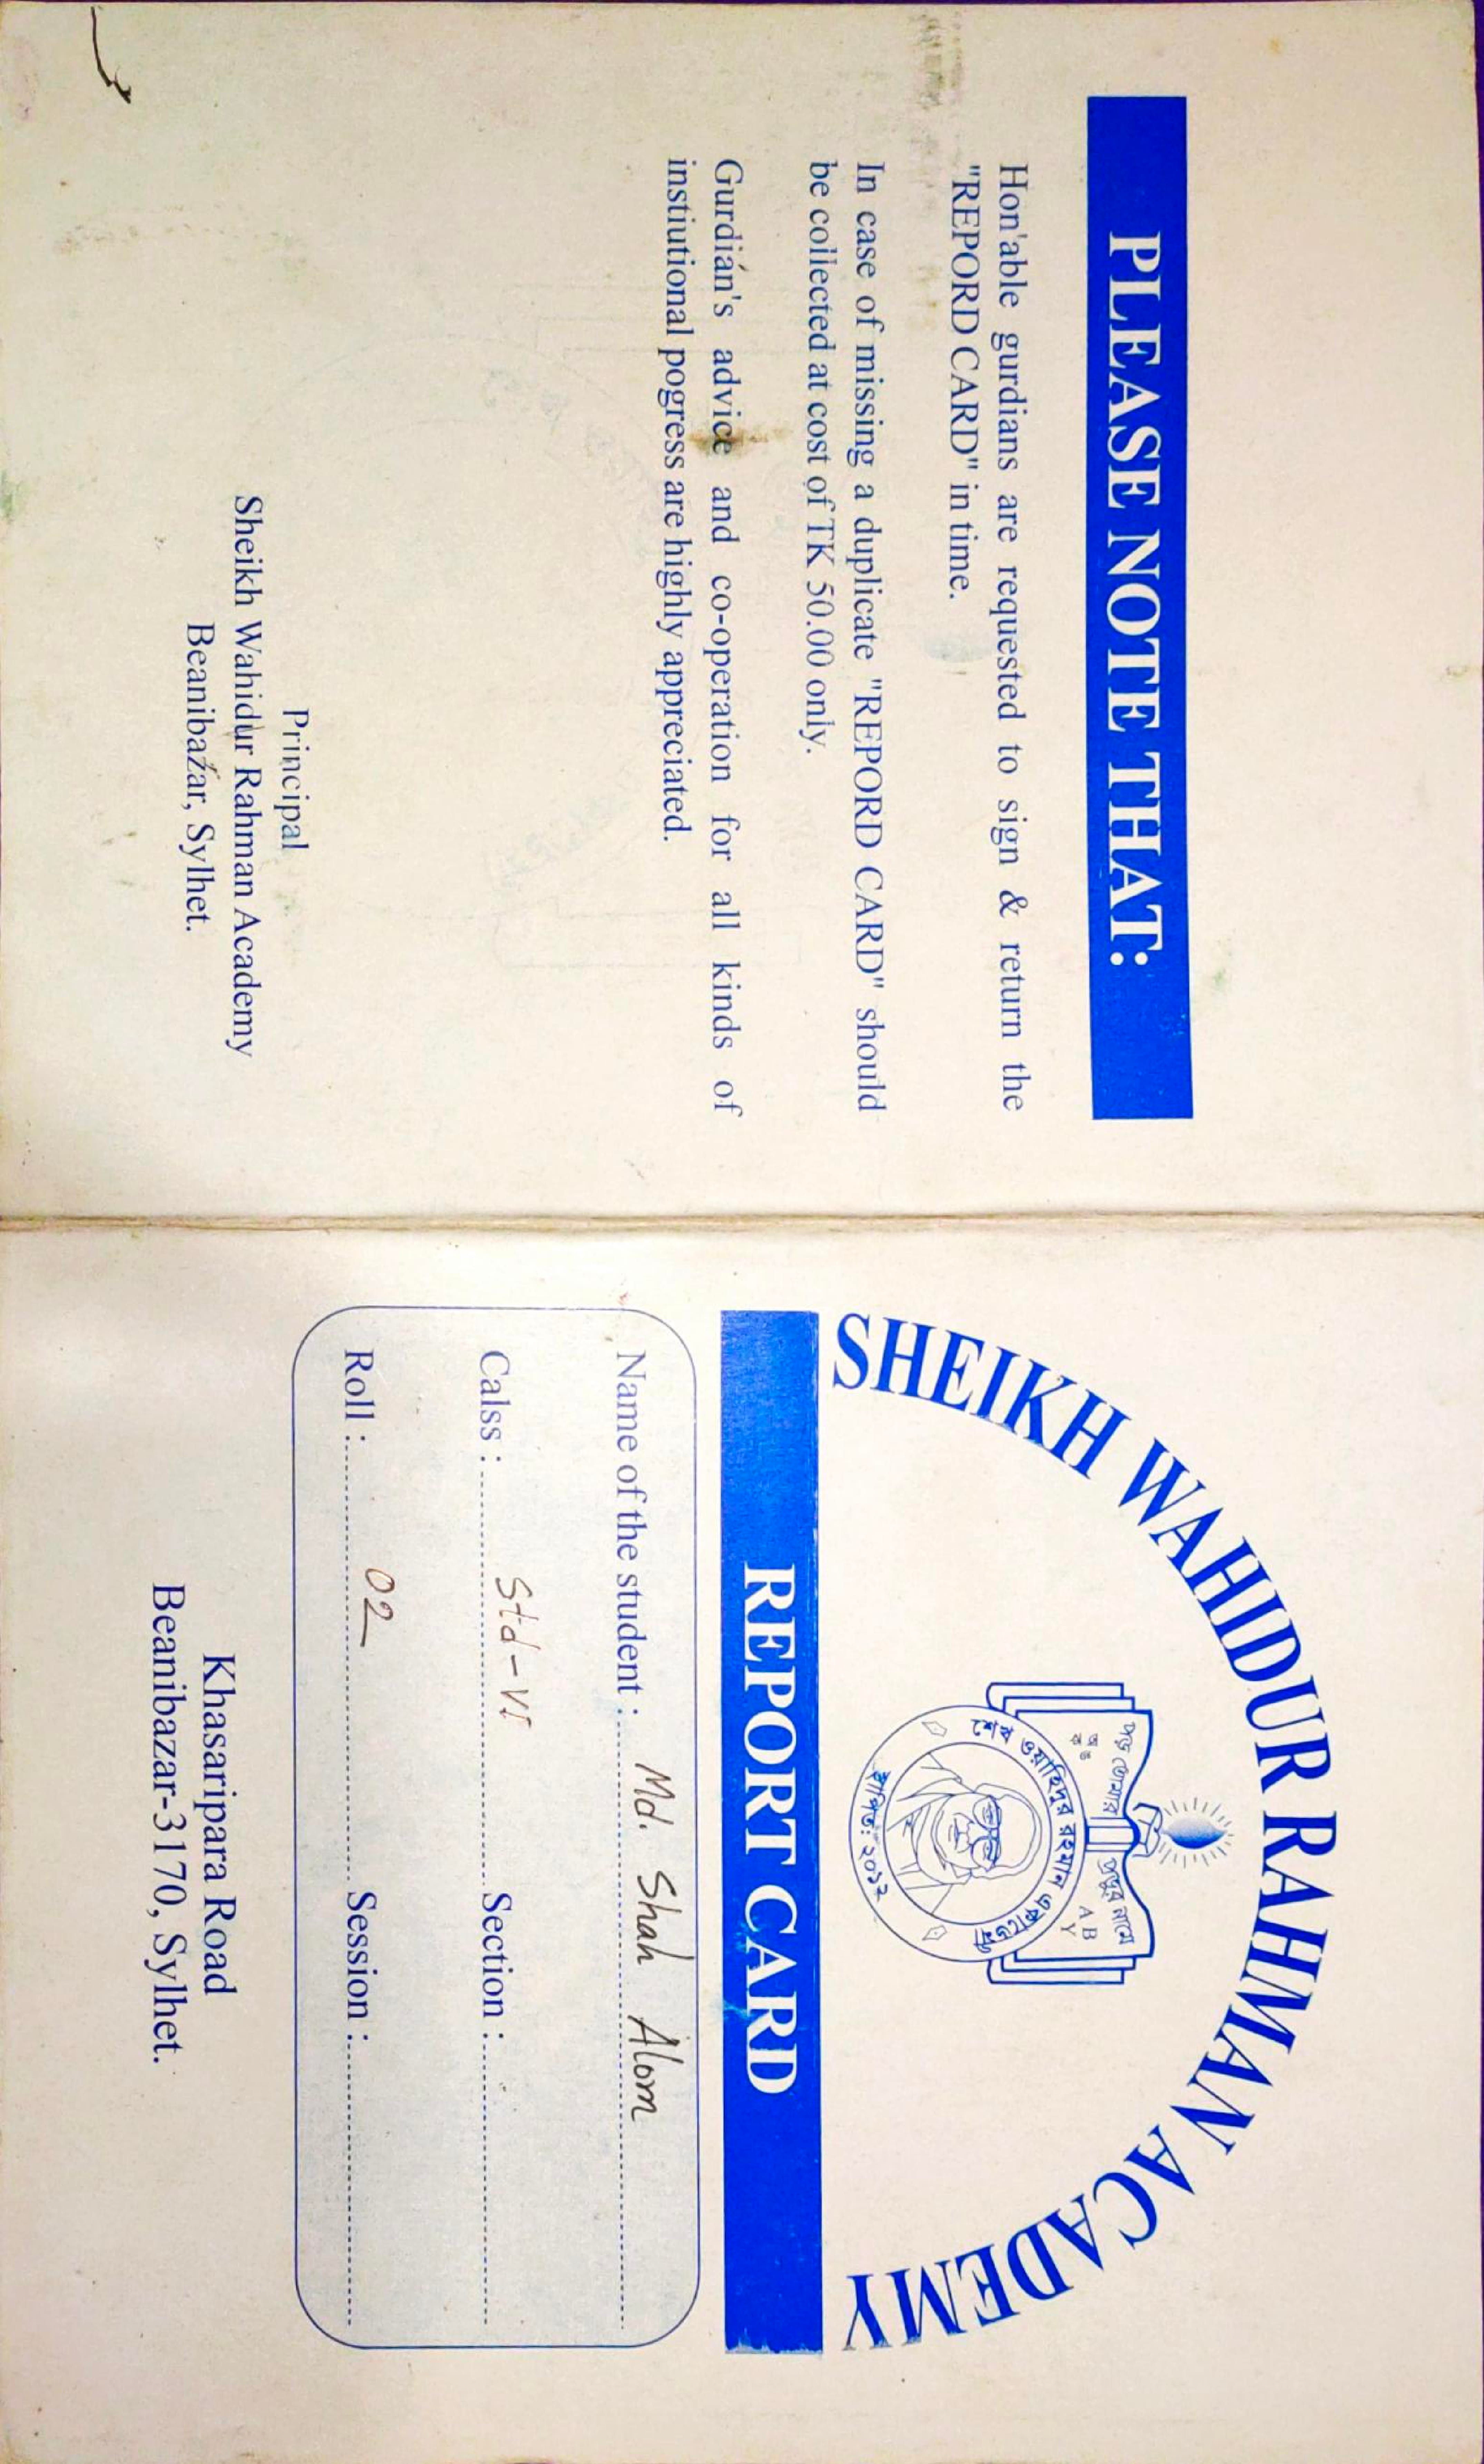 PLEASE NOTE THAT:
Hon'able gurdians are requested to sign & return the
"REPORD CARD" in time.
In case of missing a duplicate "REPORD CARD" should
be collected at cost of TK 50.00 only.
Gurdian's advice and co-operation for all kinds of
instiutional pogress are highly appreciated.
Principal
Sheikh Wahidur Rahman Academy
Beanibazar, Sylhet.
SHEIKH WAHIDUR RAHMAN ACADEMY
পড় তোমার প্রভুর নামে
অ
ক ঙ
A B
Y
শেখ ওয়াহিদুর রহমান একাডেমী
স্থাপিত: ২০১২
REPORT CARD
Name of the student : Md. Shah Alom
Calss : Std-VI Section :
Roll : 02 Session :
Khasaripara Road
Beanibazar-3170, Sylhet.